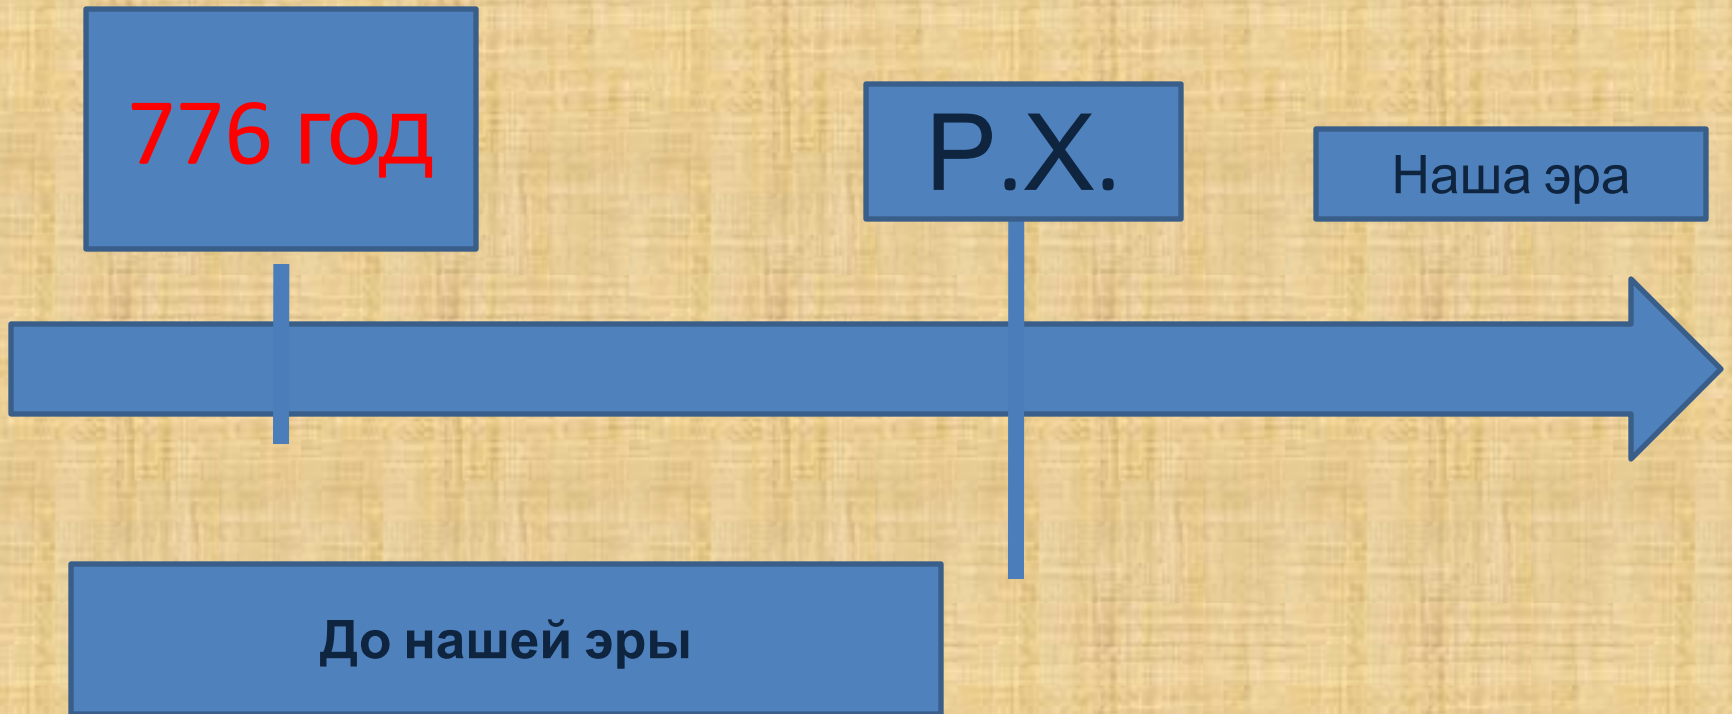 776 год
Р.Х.
Наша эра
До нашей эры